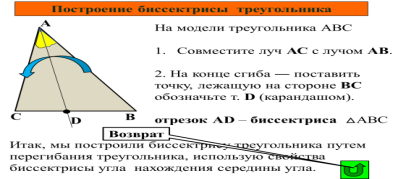 Построение биссектрисы треугольника
A
C
D
B
На модели треугольника АВС
1. Совместите луч АС с лучом АВ.
2. На конце сгиба — поставить
точку, лежащую на стороне ВС
обозначьте т. D (карандашом).
отрезок AD – биссектриса △ABC
Возврат
Итак, мы построили биссектрису треугольника путем
перегибания треугольника, использую свойства
биссектрисы угла нахождения середины угла.